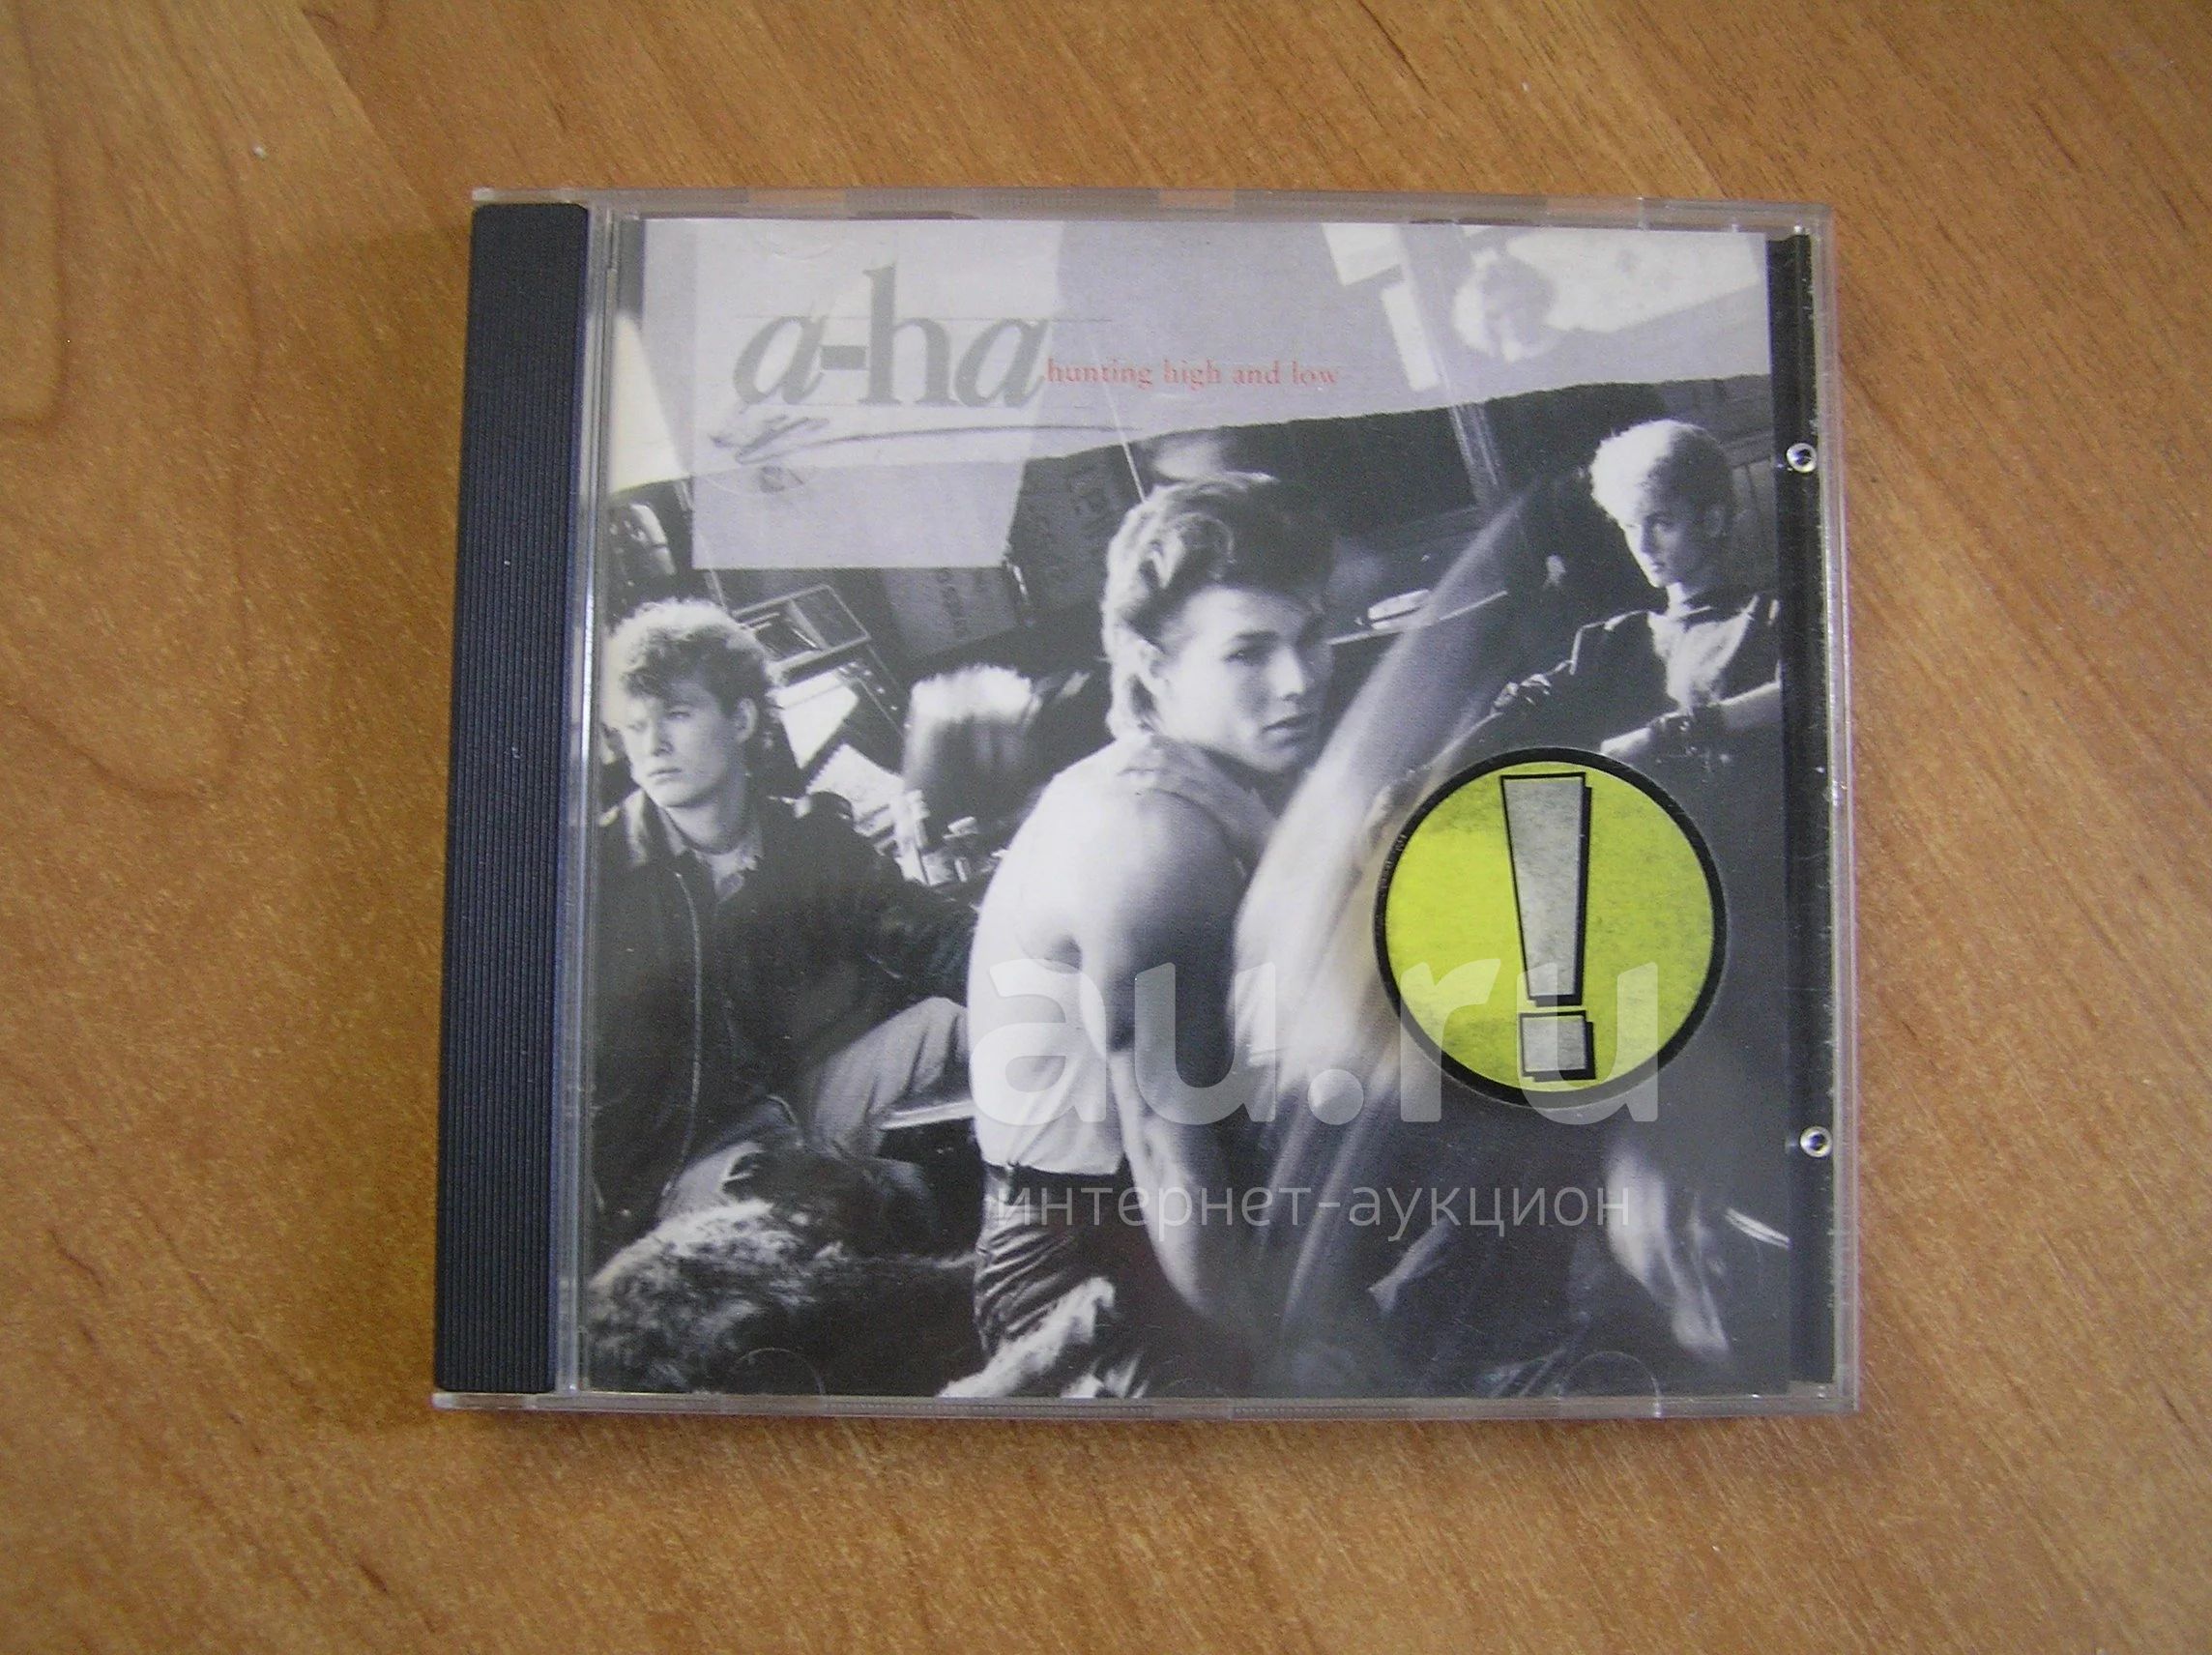 a-ha hunting high and low
!
au.ru
интернет-аукцион